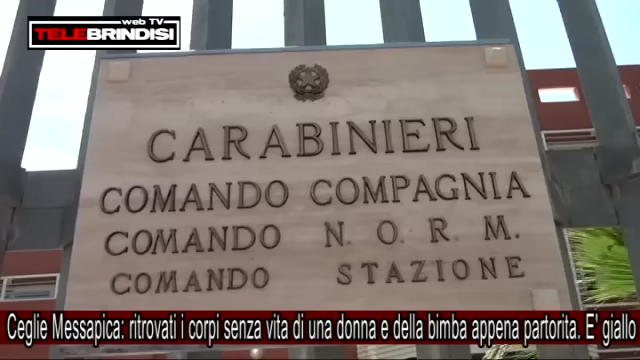 web TV
TELEBRINDISI
CARABINIERI
COMANDO COMPAGNIA
COMANDO N. O. R. M.
COMANDO STAZIONE
Ceglie Messapica: ritrovati i corpi senza vita di una donna e della bimba appena partorita. E' giallo